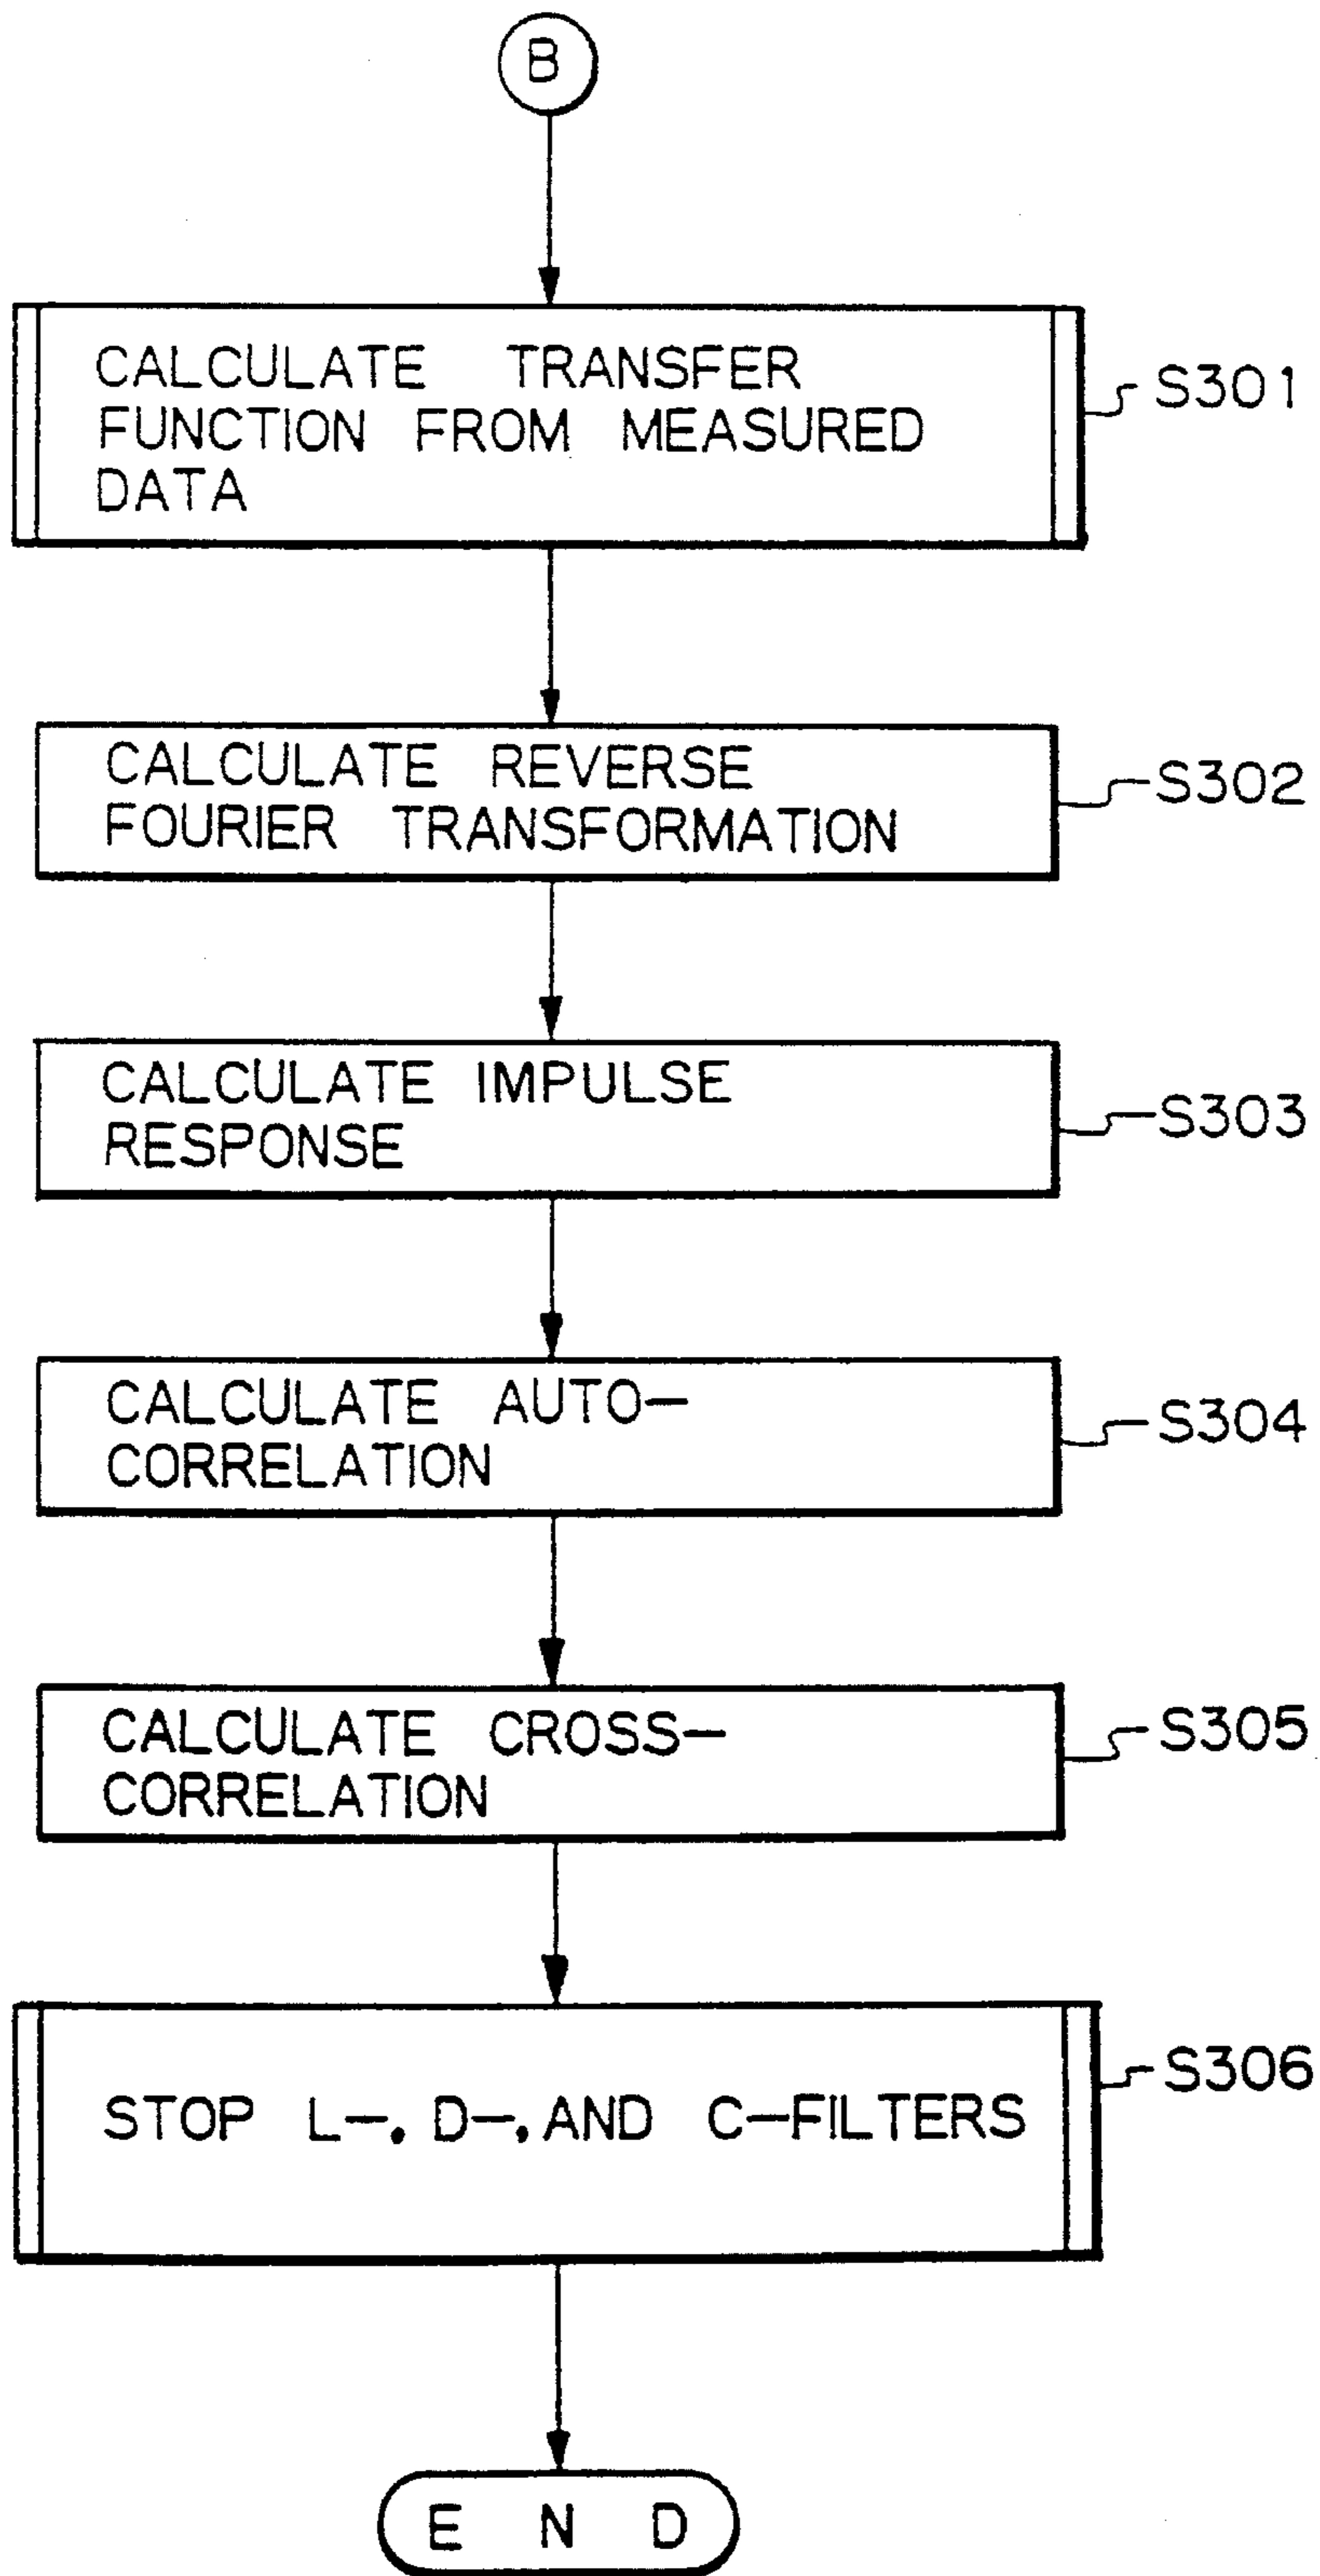 B
CALCULATE TRANSFER
FUNCTION FROM MEASURED
DATA
S301
CALCULATE REVERSE
FOURIER TRANSFORMATION
S302
CALCULATE IMPULSE
RESPONSE
S303
CALCULATE AUTO-
CORRELATION
S304
CALCULATE CROSS-
CORRELATION
S305
STOP L-, D-, AND C-FILTERS
S306
END